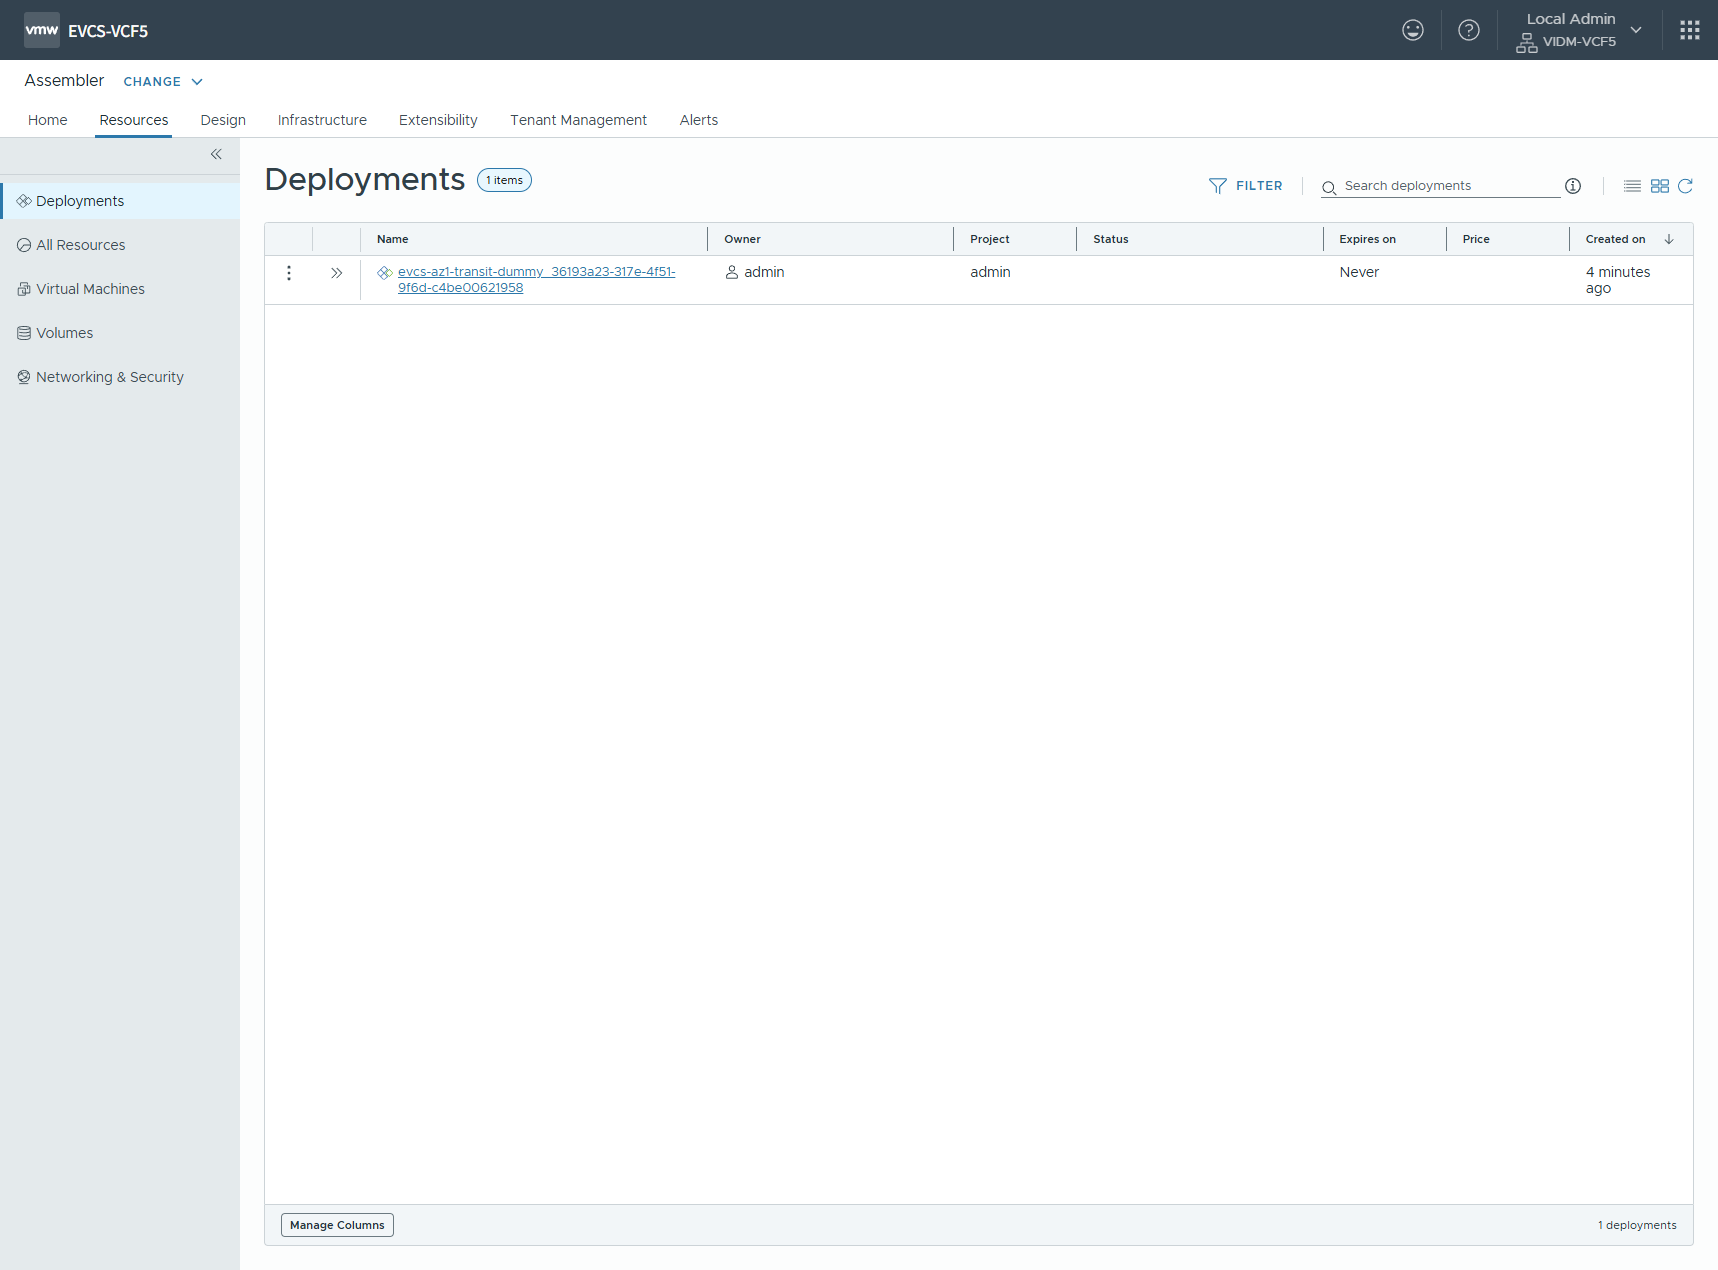 vmw EVCS-VCF5
Local Admin
VIDM-VCF5
Assembler CHANGE
Home Resources Design Infrastructure Extensibility Tenant Management Alerts
Deployments
All Resources
Virtual Machines
Volumes
Networking & Security
Deployments 1 items
FILTER Search deployments
Name Owner Project Status Expires on Price Created on
evcs-az1-transit-dummy_36193a23-317e-4f51- admin admin Never 4 minutes
9f6d-c4be00621958 ago
Manage Columns 1 deployments